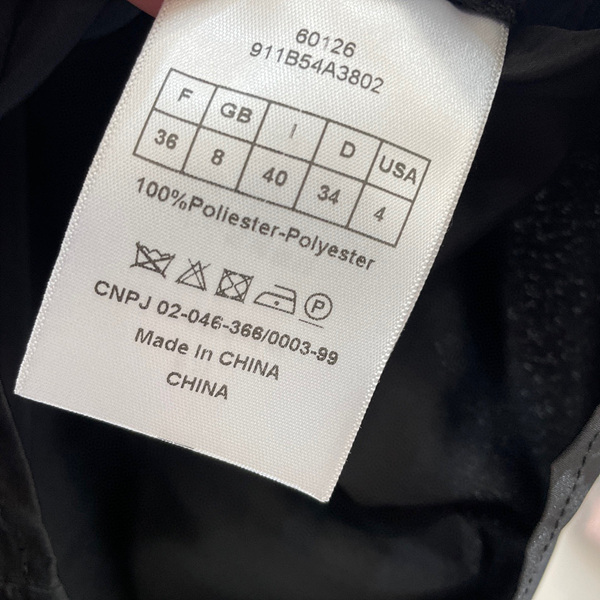 60126
911B54A3802
F GB I D USA
36 8 40 34 4
100%Poliester-Polyester
P
CNPJ 02-046-366/0003-99
Made In CHINA
CHINA